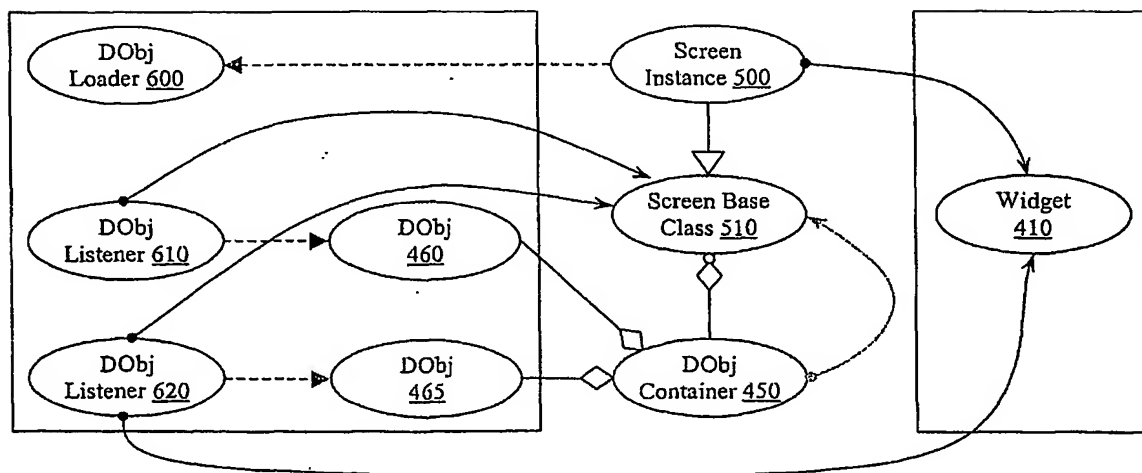 DObj
Loader 600
Screen
Instance 500
DObj
Listener 610
DObj
460
Screen Base
Class 510
Widget
410
DObj
Listener 620
DObj
465
DObj
Container 450